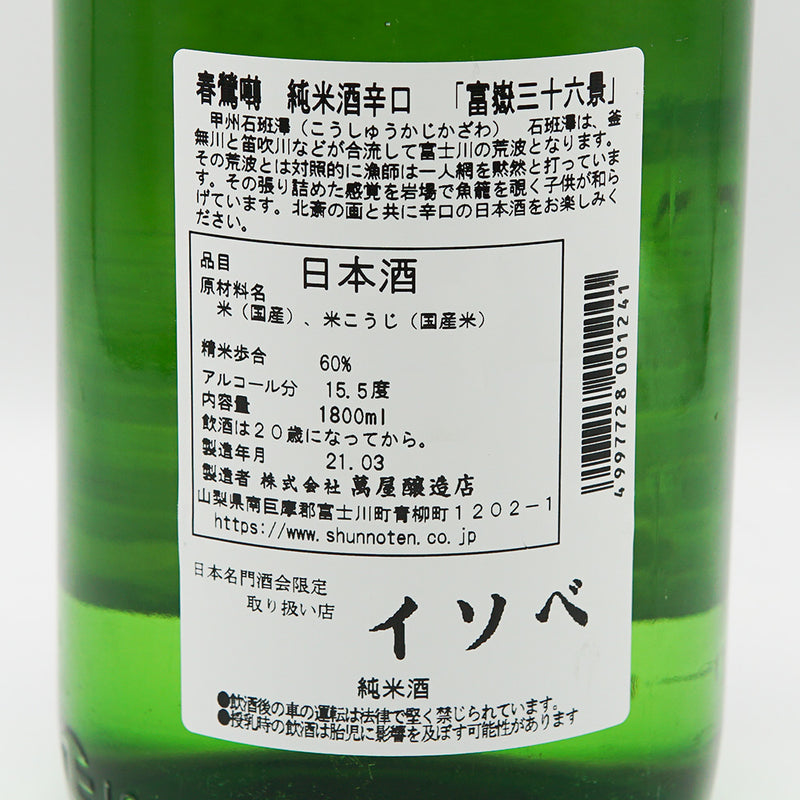 春鶯囀　純米酒辛口　「富嶽三十六景」
甲州石班澤（こうしゅうかじかざわ）　石班澤は、釜
無川と笛吹川などが合流して富士川の荒波となります。
その荒波とは対照的に漁師は一人網を黙然と打っていま
す。その張り詰めた感覚を岩場で魚籠を覗く子供が和ら
げています。北斎の画と共に辛口の日本酒をお楽しみく
ださい。
品目　日本酒
原材料名
米（国産）、米こうじ（国産米）
精米歩合　60%
アルコール分　15.5度
内容量　1800ml
飲酒は２０歳になってから。
製造年月　21.03
製造者 株式会社 萬屋醸造店
山梨県南巨摩郡富士川町青柳町１２０２－１
https://www.shunnoten.co.jp
4997728 001241
日本名門酒会限定
取り扱い店　イソベ
純米酒
●飲酒後の車の運転は法律で堅く禁じられています。
●授乳時の飲酒は胎児に影響を及ぼす可能性があります